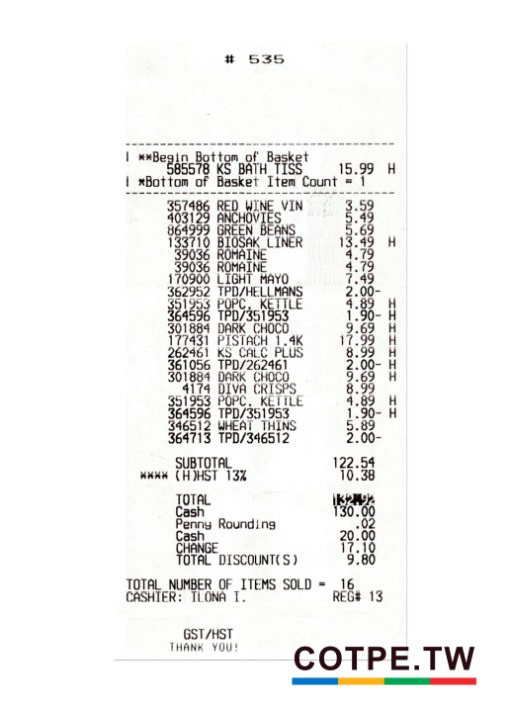 # 535
**Begin Bottom of Basket
585578 KS BATH TISS 15.99 H
*Bottom of Basket Item Count = 1
357486 RED WINE VIN 3.59
403129 ANCHOVIES 5.49
864999 GREEN BEANS 5.69
133710 BIOSAK LINER 13.49 H
39036 ROMAINE 4.79
39036 ROMAINE 4.79
170900 LIGHT MAYO 7.49
362952 TPD/HELLMANS 2.00-
351953 POPC. KETTLE 4.89 H
364596 TPD/351953 1.90- H
301884 DARK CHOCO 9.69 H
177431 PISTACH 1.4K 17.99 H
262461 KS CALC PLUS 8.99 H
361056 TPD/262461 2.00- H
301884 DARK CHOCO 9.69 H
4174 DIVA CRISPS 8.99
351953 POPC. KETTLE 4.89 H
364596 TPD/351953 1.90- H
346512 WHEAT THINS 5.89
364713 TPD/346512 2.00-
SUBTOTAL 122.54
**** (H)HST 13% 10.38
TOTAL 132.92
Cash 130.00
Penny Rounding .02
Cash 20.00
CHANGE 17.10
TOTAL DISCOUNT(S) 9.80
TOTAL NUMBER OF ITEMS SOLD = 16
CASHIER: ILONA I. REG# 13
GST/HST
THANK YOU!
COTPE.TW